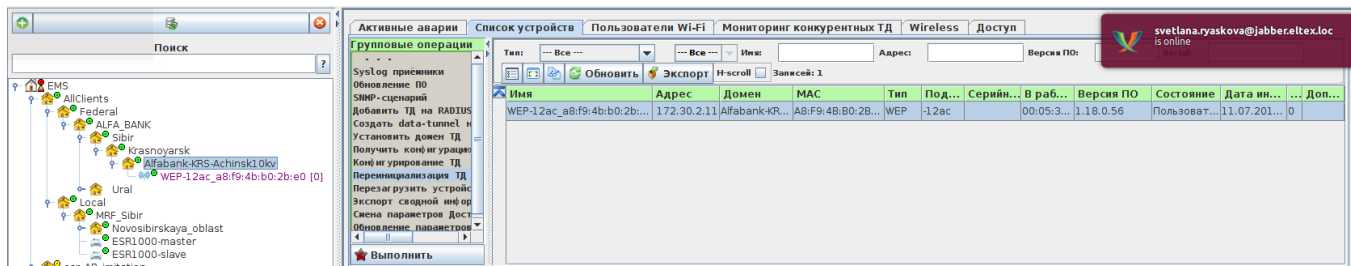 Поиск
?
EMS
AllClients
Federal
ALFA_BANK
Sibir
Krasnoyarsk
Alfabank-KRS-Achinsk10kv
WEP-12ac_a8:f9:4b:b0:2b:e0 [0]
Ural
Local
MRF_Sibir
Novosibirskaya_oblast
ESR1000-master
ESR1000-slave
Активные аварии Список устройств Пользователи Wi-Fi Мониторинг конкурентных ТД Wireless Доступ
Групповые операции
Syslog приёмники
Обновление ПО
SNMP-сценарий
Добавить ТД на RADIUS
Создать data-tunnel н
Установить домен ТД
Получить конфигурацию
Конфигурирование ТД
Переинициализация ТД
Перезагрузить устройс
Экспорт сводной инфор
Смена параметров Дост
Обновление параметров
Выполнить
Тип: --- Все --- --- Все --- Имя: Адрес: Версия ПО:
Обновить Экспорт H-scroll Записей: 1
Имя Адрес Домен MAC Тип Под... Серийн... В раб... Версия ПО Состояние Дата ин... ... Доп...
WEP-12ac_a8:f9:4b:b0:2b:... 172.30.2.11 Alfabank-KR... A8:F9:4B:B0:2B... WEP -12ac 00:05:3... 1.18.0.56 Пользоват... 11.07.201... 0
svetlana.ryaskova@jabber.eltex.loc
is online